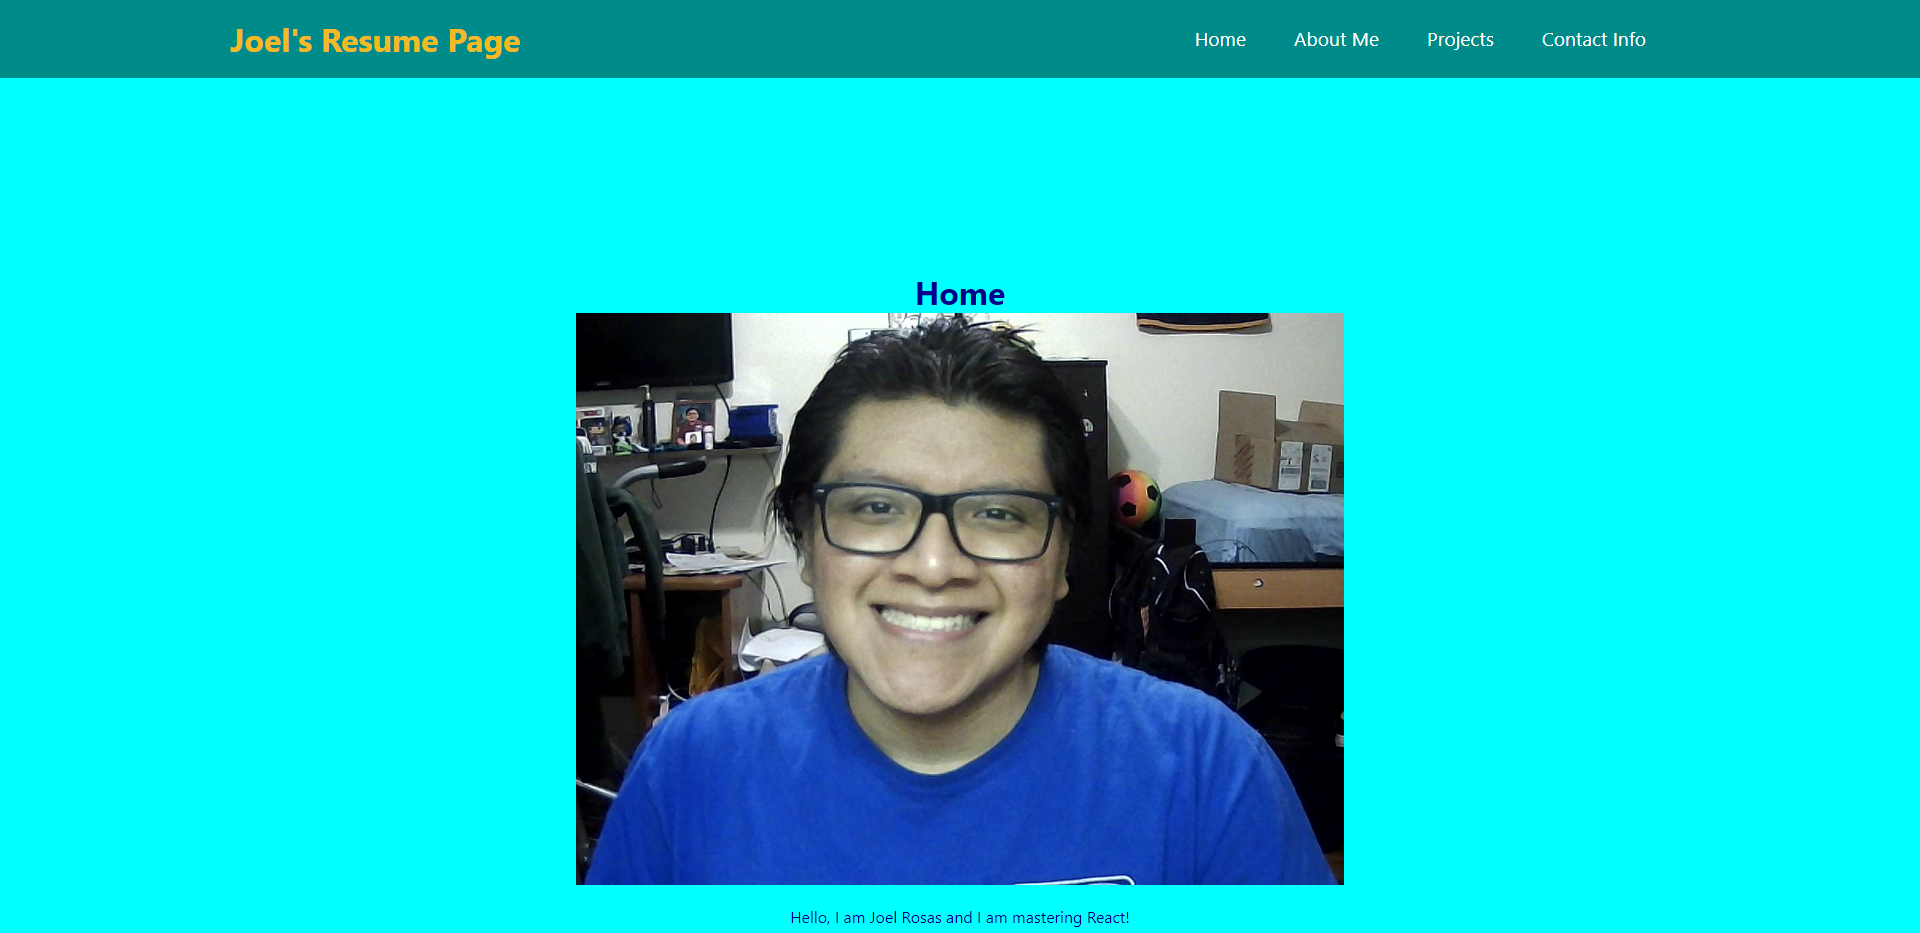 Joel's Resume Page
Home
About Me
Projects
Contact Info
Home
Hello, I am Joel Rosas and I am mastering React!